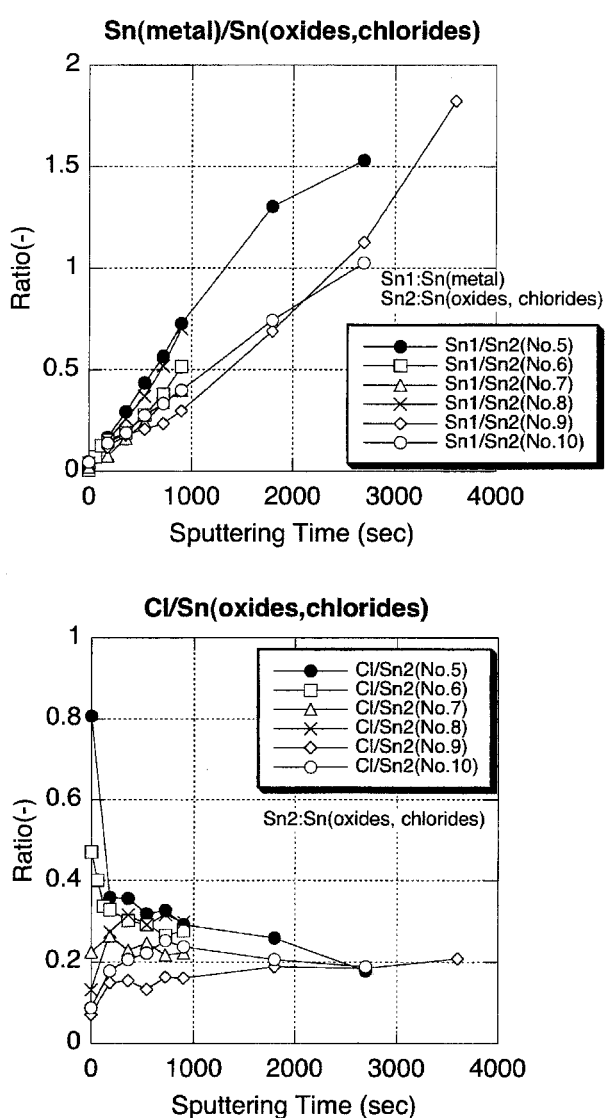 Sn(metal)/Sn(oxides,chlorides)
2
1.5
1
0.5
0
Ratio(-)
Sn1:Sn(metal)
Sn2:Sn(oxides, chlorides)
Sn1/Sn2(No.5)
Sn1/Sn2(No.6)
Sn1/Sn2(No.7)
Sn1/Sn2(No.8)
Sn1/Sn2(No.9)
Sn1/Sn2(No.10)
0 1000 2000 3000 4000
Sputtering Time (sec)
Cl/Sn(oxides,chlorides)
1
0.8
0.6
0.4
0.2
0
Ratio(-)
Cl/Sn2(No.5)
Cl/Sn2(No.6)
Cl/Sn2(No.7)
Cl/Sn2(No.8)
Cl/Sn2(No.9)
Cl/Sn2(No.10)
Sn2:Sn(oxides, chlorides)
0 1000 2000 3000 4000
Sputtering Time (sec)